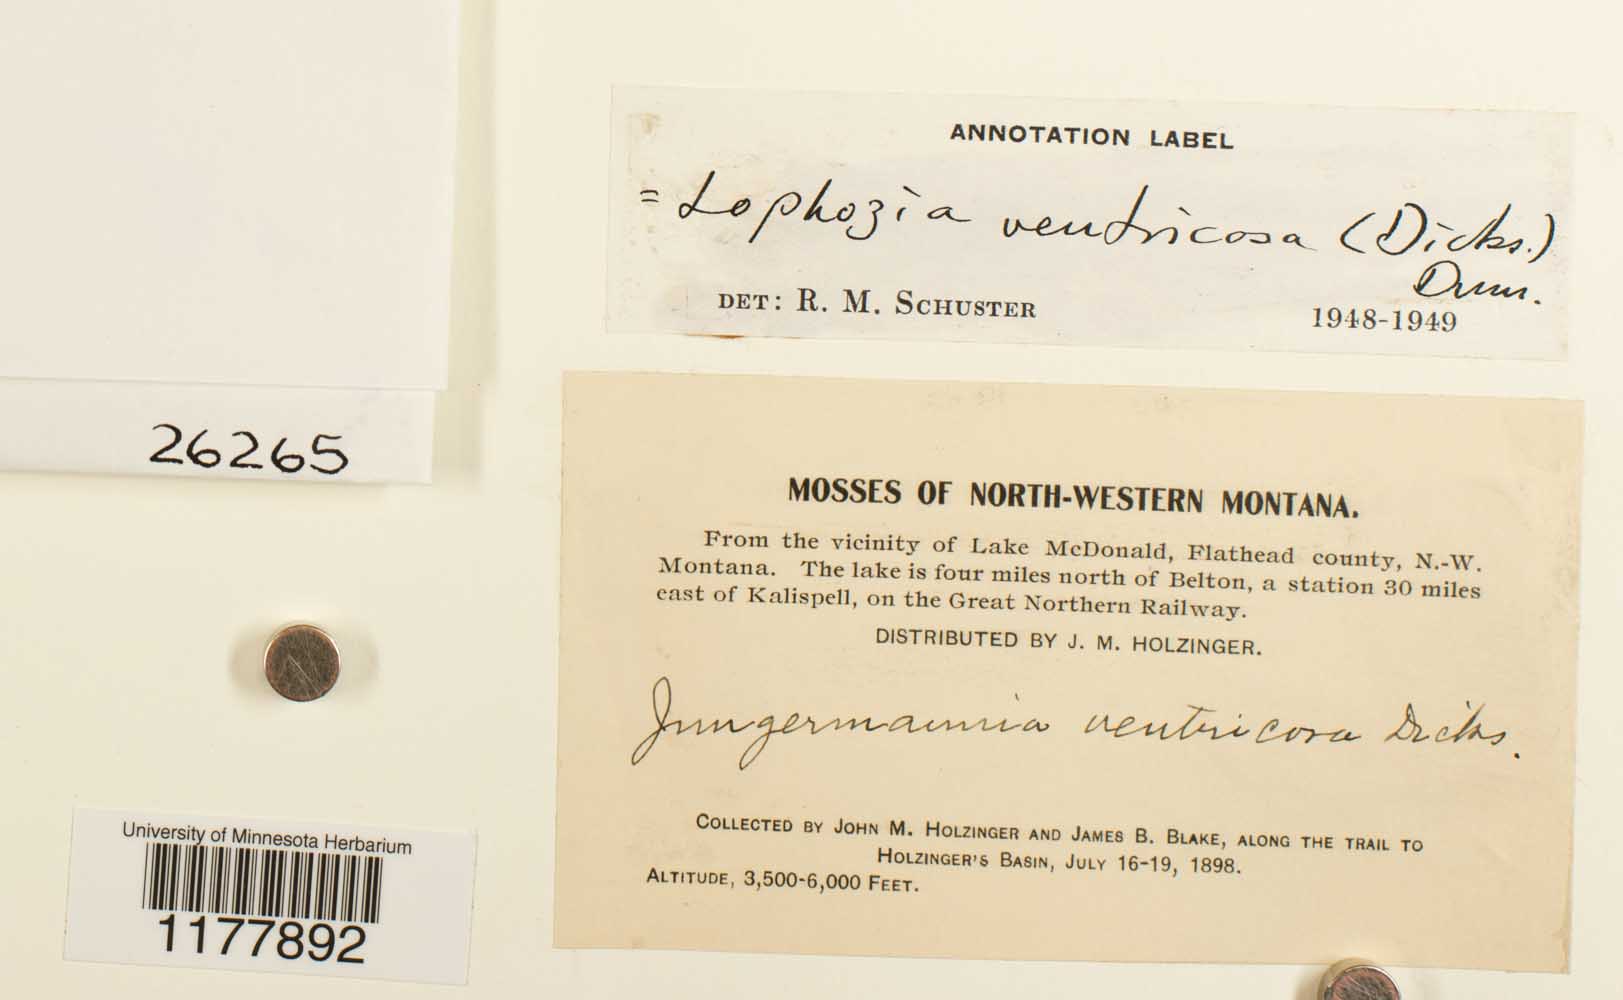 ANNOTATION LABEL
= Lophozia ventricosa (Dicks.)
Dum.
DET: R. M. SCHUSTER
1948-1949
26265
MOSSES OF NORTH-WESTERN MONTANA.
From the vicinity of Lake McDonald, Flathead county, N.-W.
Montana. The lake is four miles north of Belton, a station 30 miles
east of Kalispell, on the Great Northern Railway.
DISTRIBUTED BY J. M. HOLZINGER.
Jungermannia ventricosa Dicks.
COLLECTED BY JOHN M. HOLZINGER AND JAMES B. BLAKE, ALONG THE TRAIL TO
HOLZINGER'S BASIN, JULY 16-19, 1898.
ALTITUDE, 3,500-6,000 FEET.
University of Minnesota Herbarium
1177892